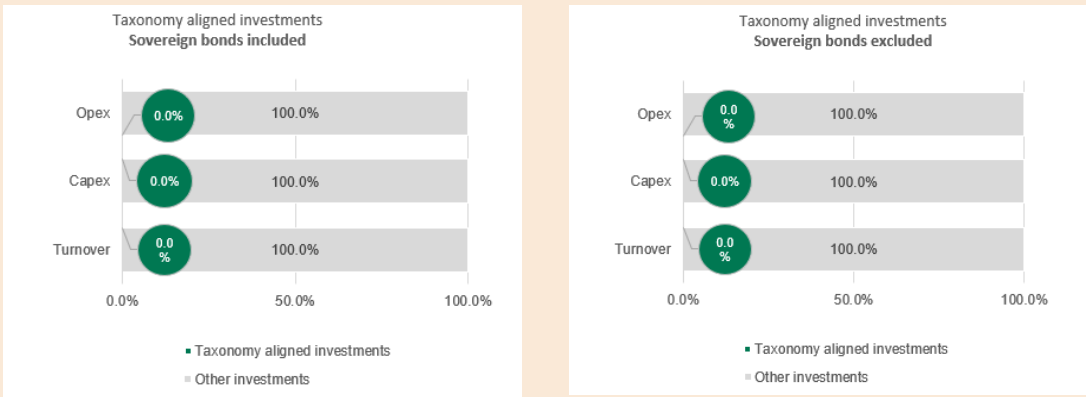 Taxonomy aligned investments
Sovereign bonds included
Opex
0.0%
100.0%
Capex
0.0%
100.0%
Turnover
0.0
%
100.0%
0.0%
50.0%
100.0%
Taxonomy aligned investments
Other investments
Taxonomy aligned investments
Sovereign bonds excluded
Opex
0.0
%
100.0%
Capex
0.0%
100.0%
Turnover
0.0
%
100.0%
0.0%
50.0%
100.0%
Taxonomy aligned investments
Other investments